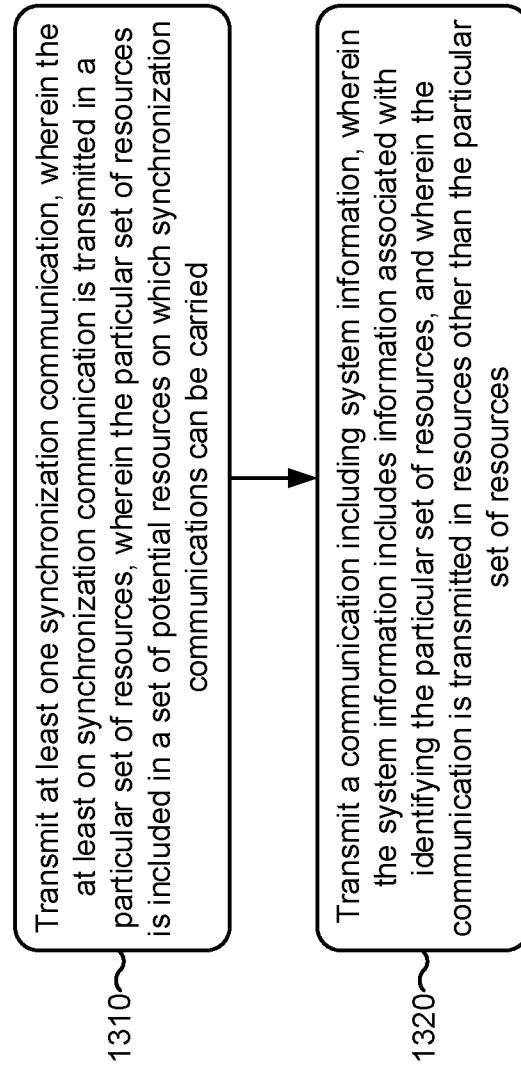 1310
Transmit at least one synchronization communication, wherein the
at least on synchronization communication is transmitted in a
particular set of resources, wherein the particular set of resources
is included in a set of potential resources on which synchronization
communications can be carried
1320
Transmit a communication including system information, wherein
the system information includes information associated with
identifying the particular set of resources, and wherein the
communication is transmitted in resources other than the particular
set of resources